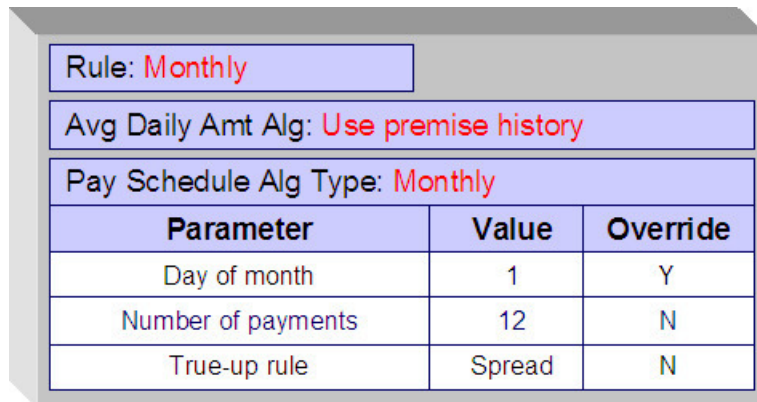 Rule: Monthly
Avg Daily Amt Alg: Use premise history
Pay Schedule Alg Type: Monthly
Parameter Value Override
Day of month 1 Y
Number of payments 12 N
True-up rule Spread N